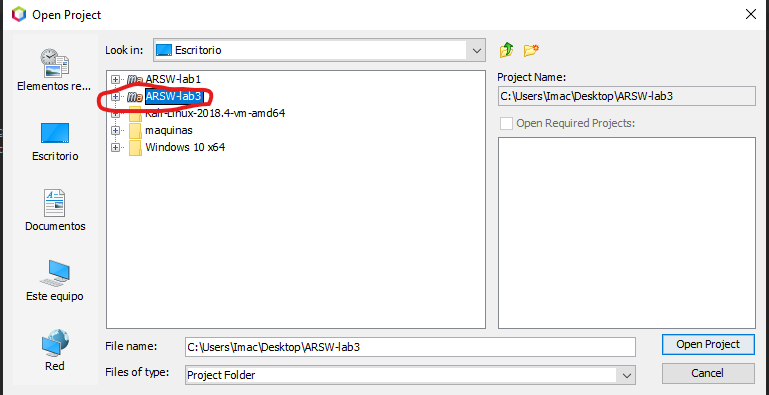 Open Project
Look in:
Escritorio
Elementos re...
Escritorio
Documentos
Este equipo
Red
ma ARSW-lab1
ma ARSW-lab3
Kali-Linux-2018.4-vm-amd64
maquinas
Windows 10 x64
Project Name:
C:\Users\Imac\Desktop\ARSW-lab3
Open Required Projects:
File name:
C:\Users\Imac\Desktop\ARSW-lab3
Open Project
Files of type:
Project Folder
Cancel